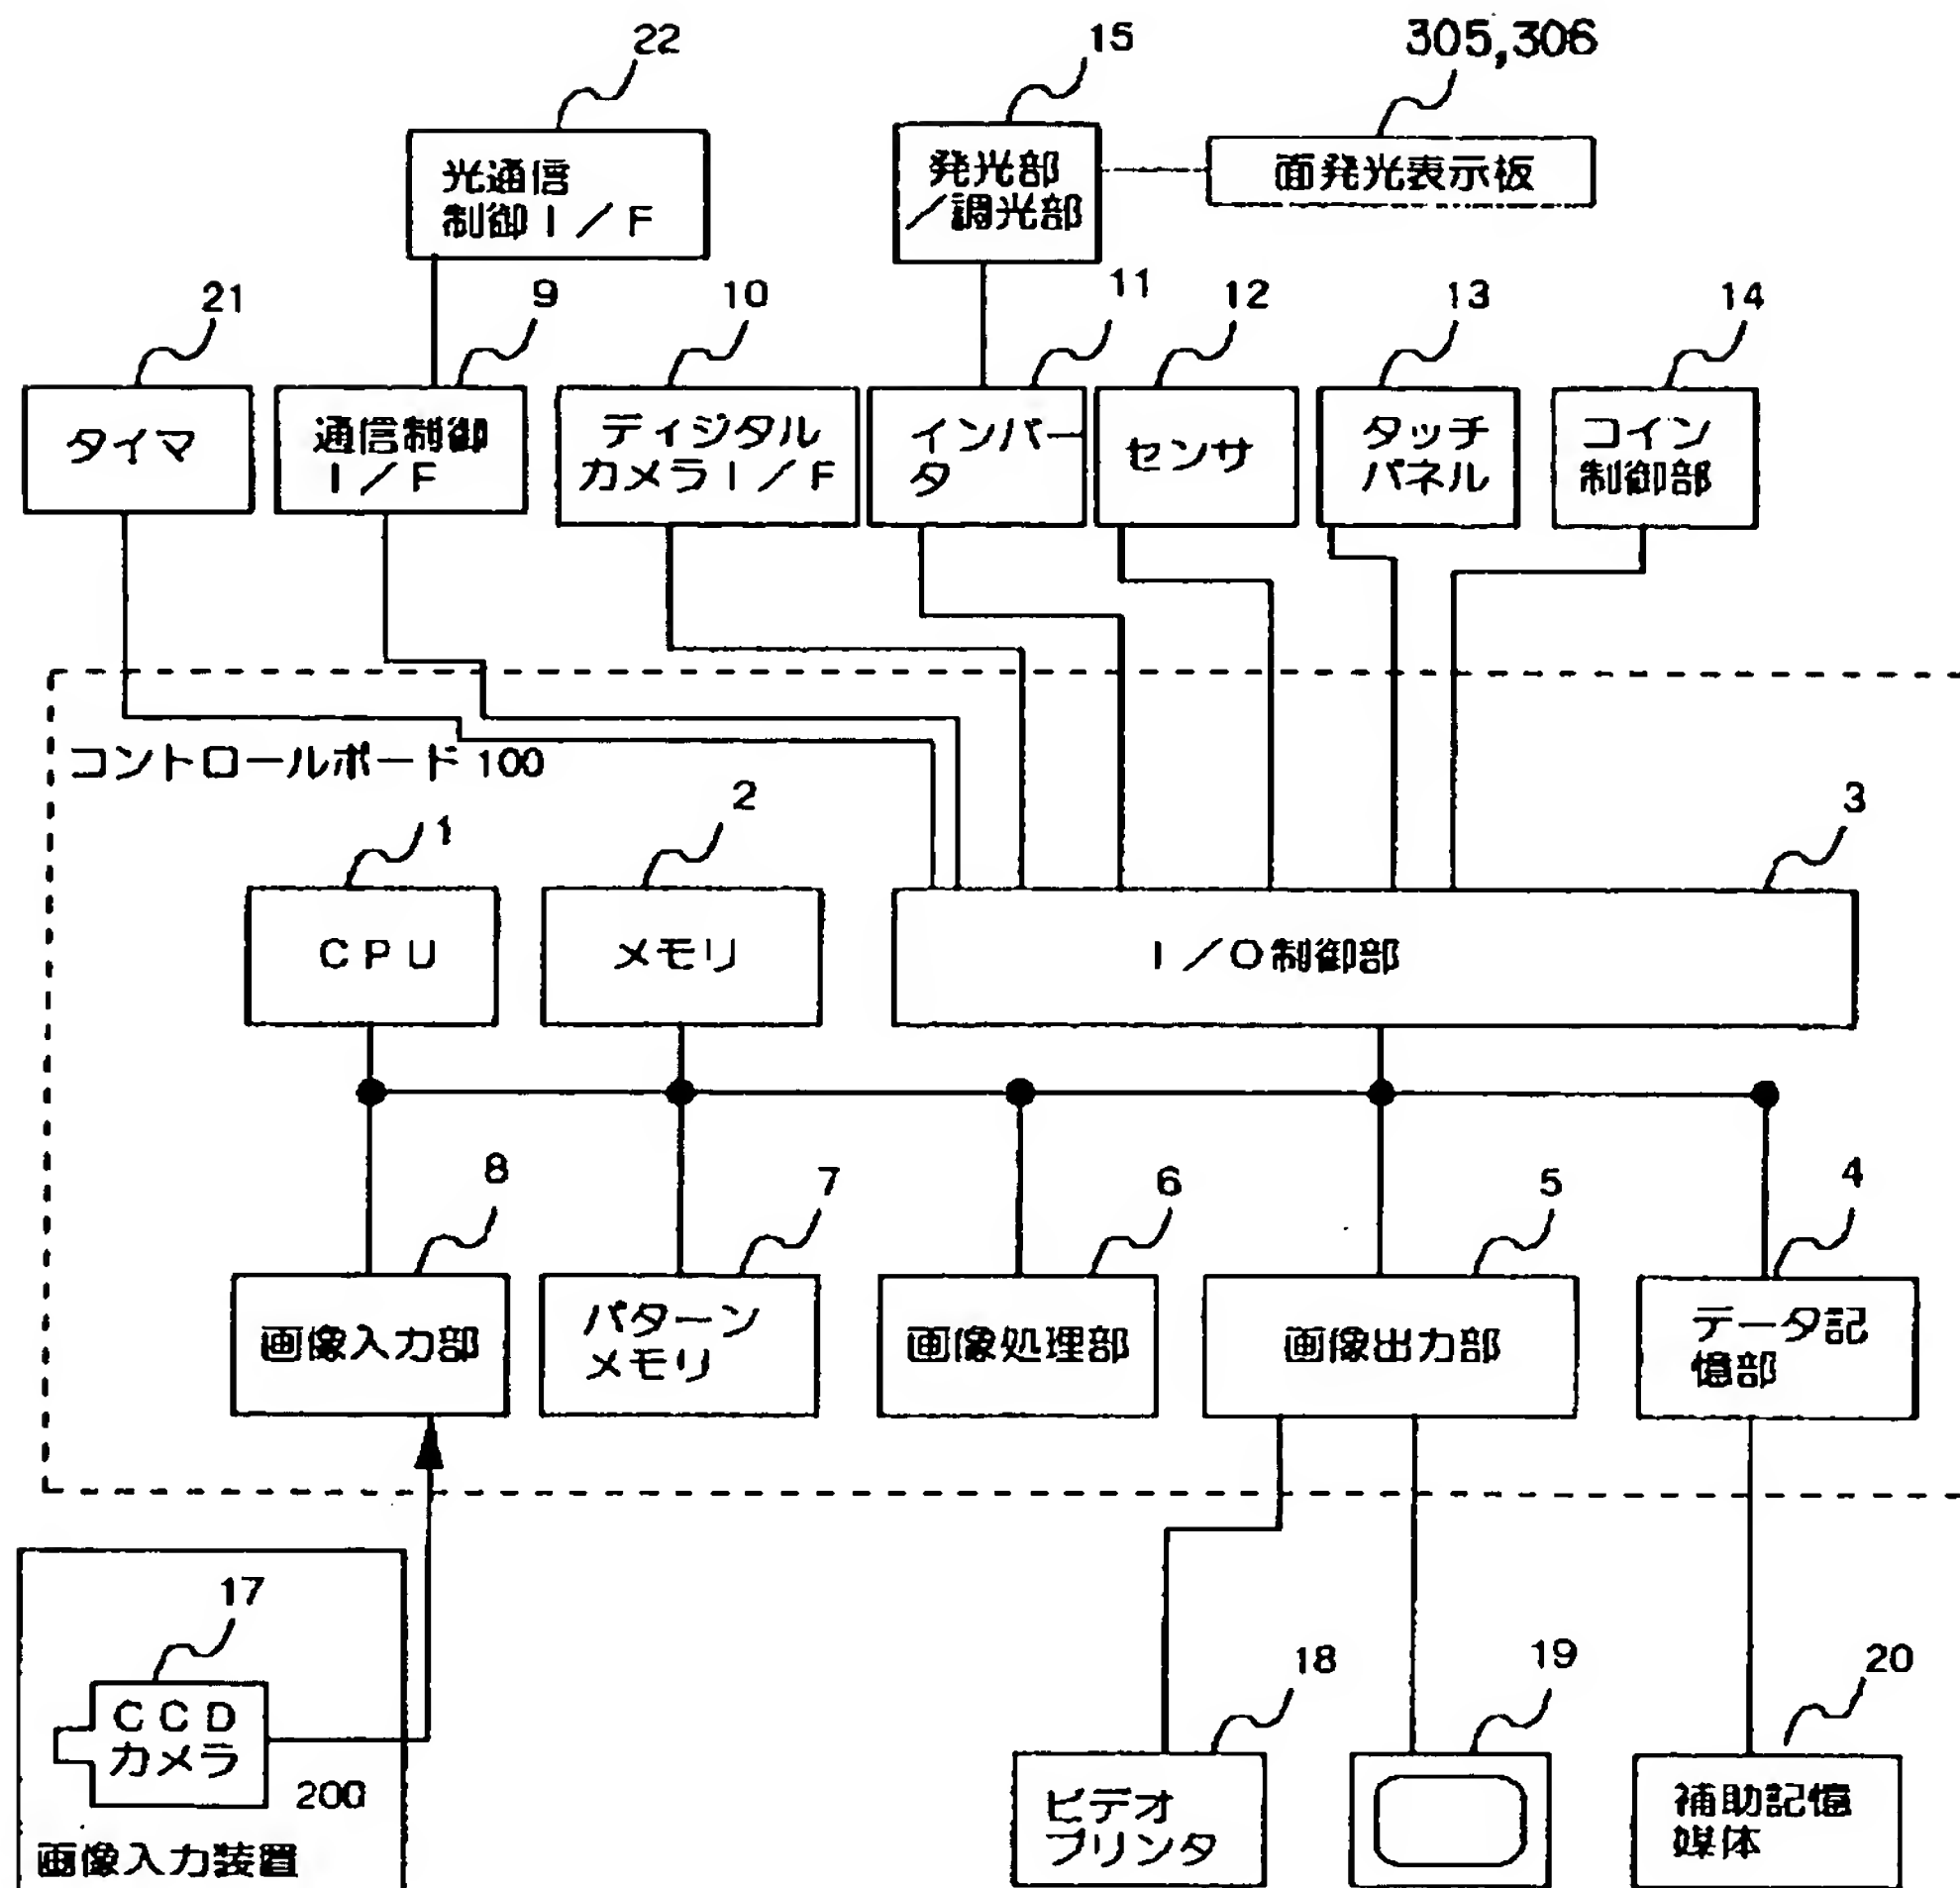 22
15
305,306
光通信
制御I/F
発光部
/調光部
面発光表示板
21
9
10
11
12
13
14
タイマ
通信制御
I/F
ディジタル
カメラI/F
インバー
タ
センサ
タッチ
パネル
コイン
制御部
コントロールボード 100
1
2
3
CPU
メモリ
I/O制御部
8
7
6
5
4
画像入力部
パターン
メモリ
画像処理部
画像出力部
データ記
憶部
17
18
19
20
CCD
カメラ
200
画像入力装置
ビデオ
プリンタ
補助記憶
媒体